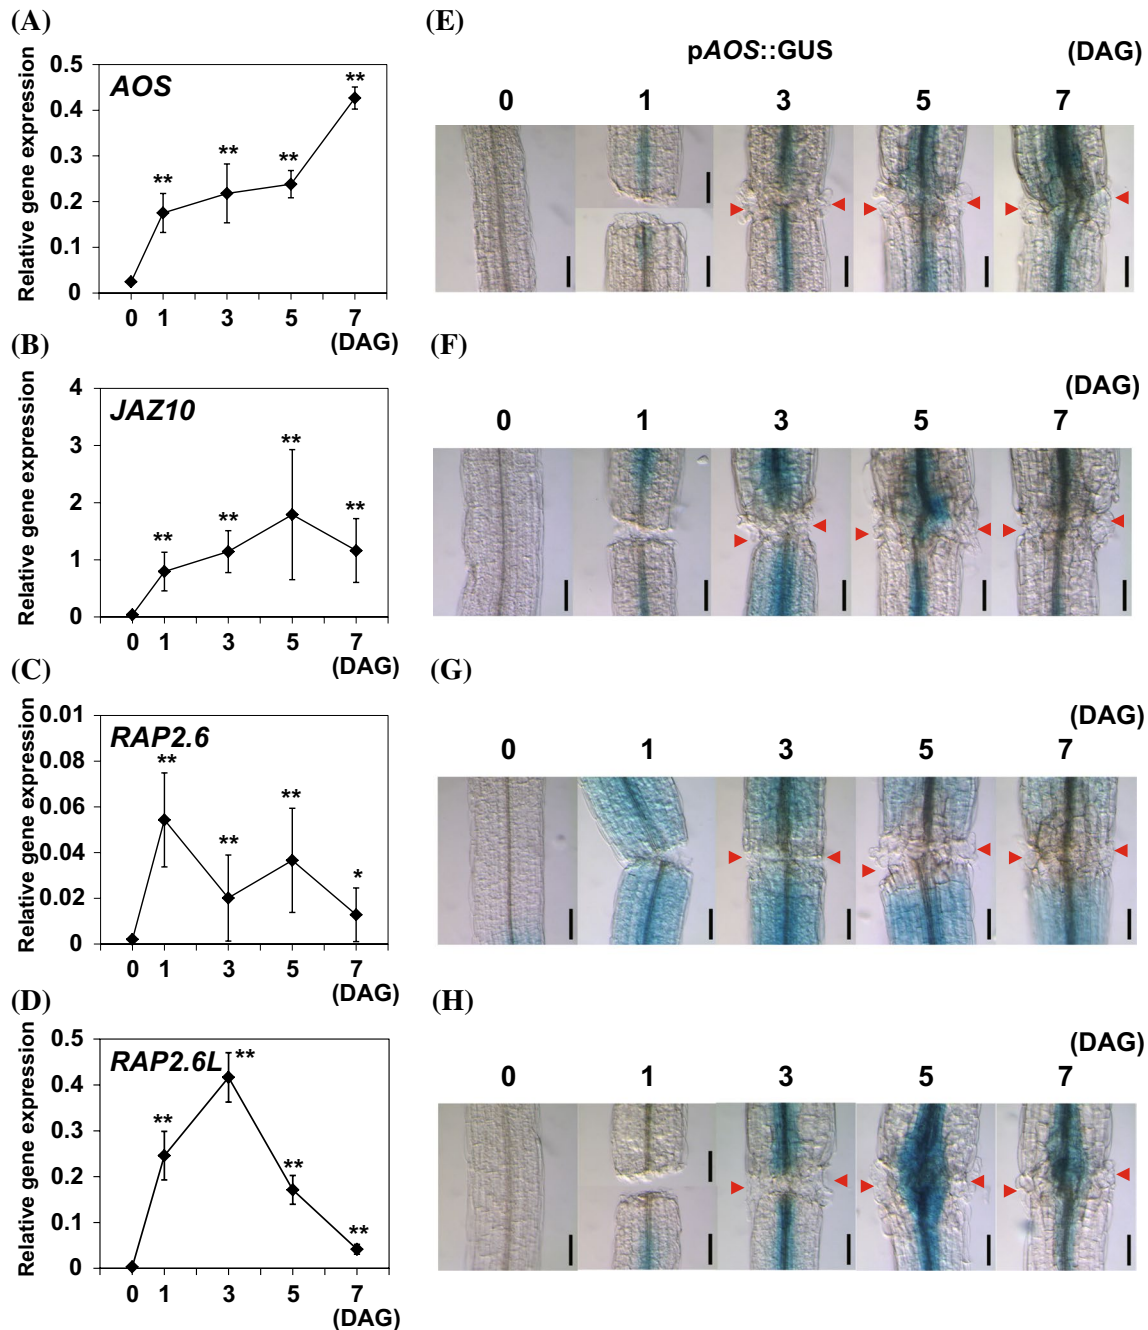 (A)
Relative gene expression
0.5
0.4
0.3
0.2
0.1
0
AOS
**
**
**
**
0 1 3 5 7
(DAG)
(B)
Relative gene expression
4
3
2
1
0
JAZ10
**
**
**
**
0 1 3 5 7
(DAG)
(C)
Relative gene expression
0.01
0.08
0.06
0.04
0.02
0
RAP2.6
**
**
**
*
0 1 3 5 7
(DAG)
(D)
Relative gene expression
0.5
0.4
0.3
0.2
0.1
0
RAP2.6L
**
**
**
**
0 1 3 5 7
(DAG)
(E)
pAOS::GUS (DAG)
0 1 3 5 7
(F)
(DAG)
0 1 3 5 7
(G)
(DAG)
0 1 3 5 7
(H)
(DAG)
0 1 3 5 7